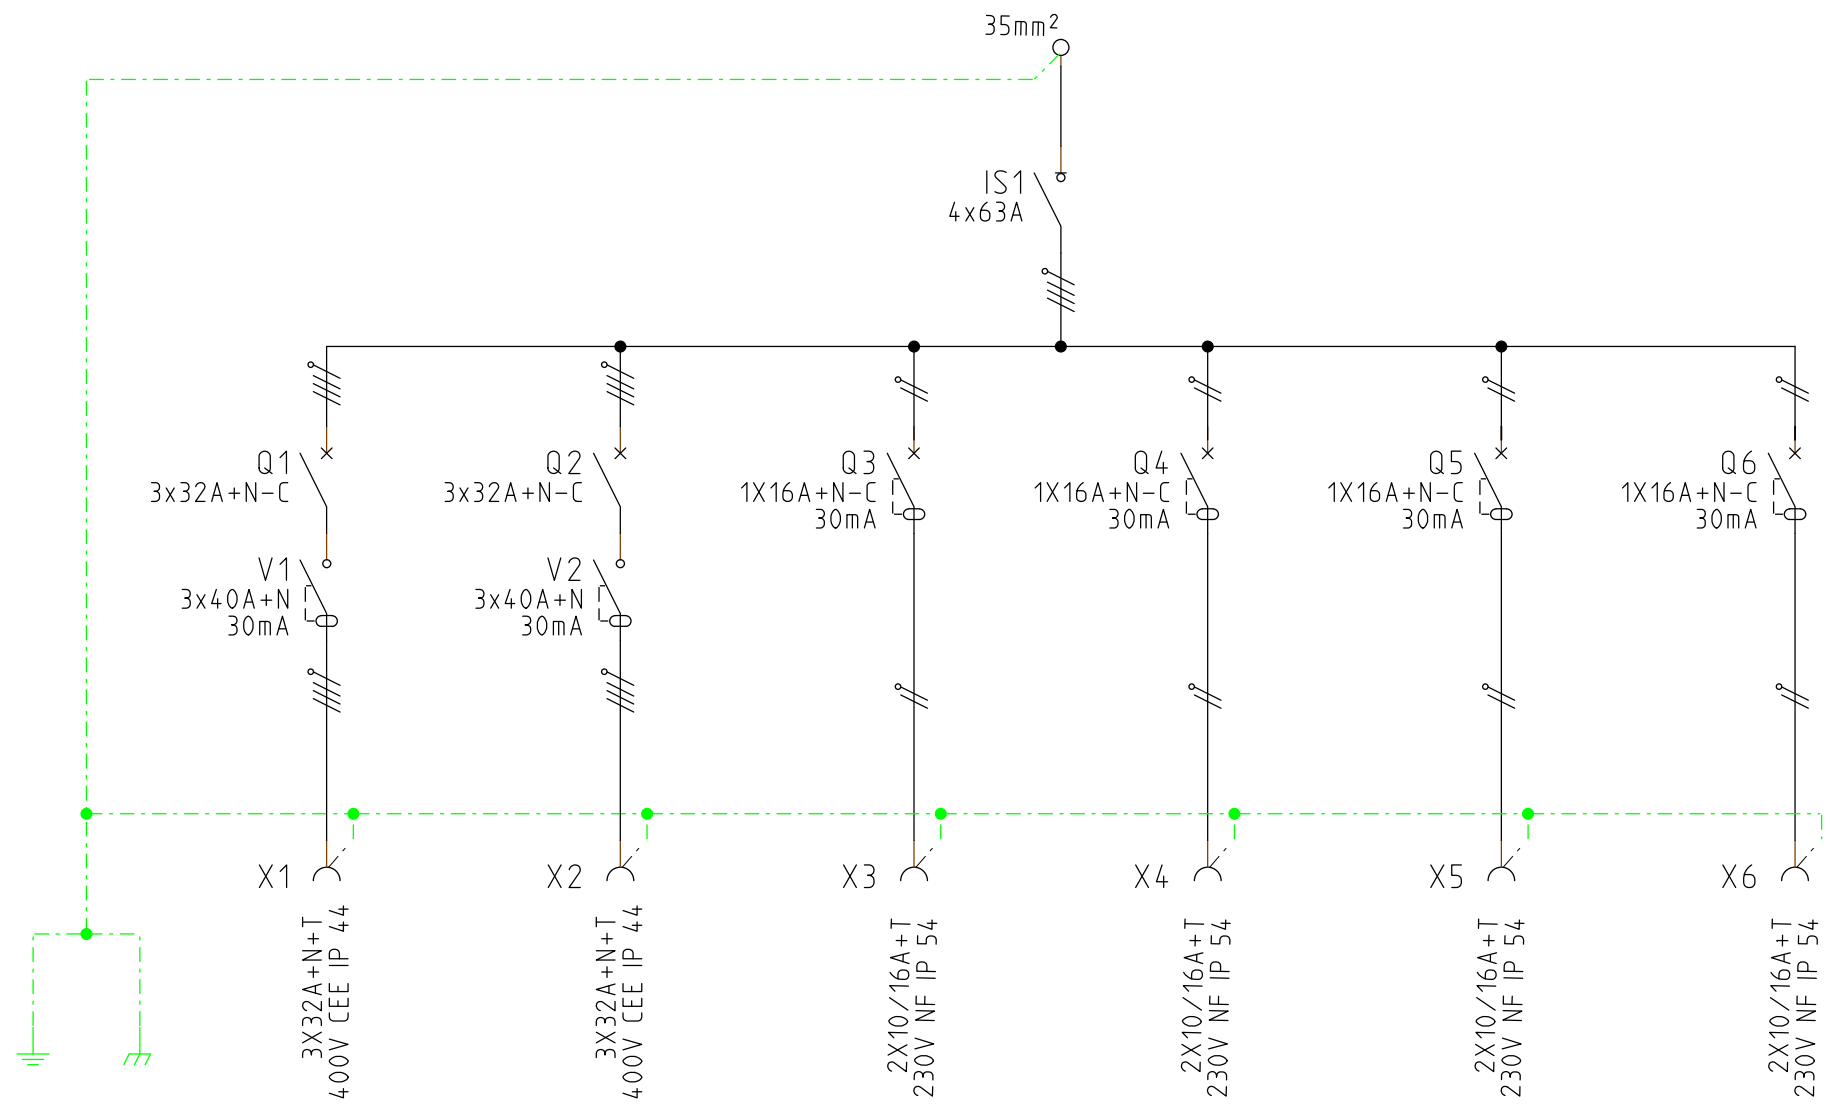 35mm²
IS1
4x63A
Q1
3x32A+N-C
Q2
3x32A+N-C
Q3
1X16A+N-C
30mA
Q4
1X16A+N-C
30mA
Q5
1X16A+N-C
30mA
Q6
1X16A+N-C
30mA
V1
3x40A+N
30mA
V2
3x40A+N
30mA
X1
X2
X3
X4
X5
X6
3X32A+N+T
400V CEE IP 44
3X32A+N+T
400V CEE IP 44
2X10/16A+T
230V NF IP 54
2X10/16A+T
230V NF IP 54
2X10/16A+T
230V NF IP 54
2X10/16A+T
230V NF IP 54